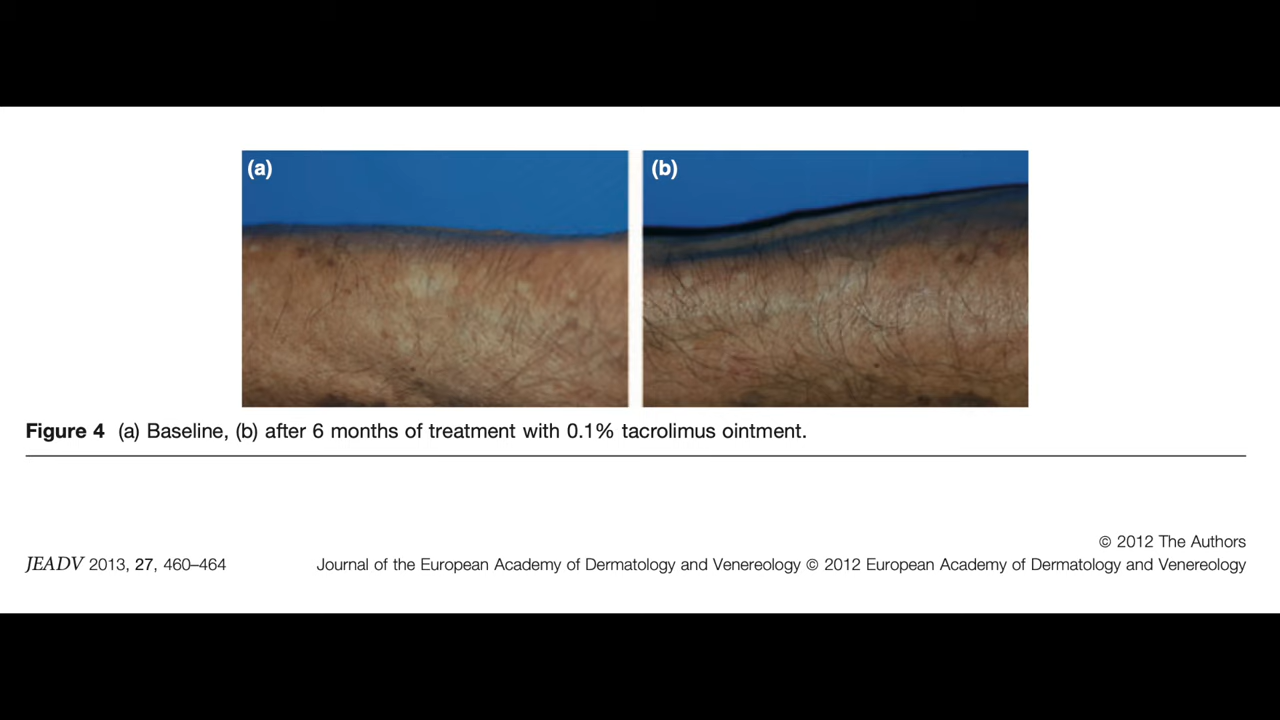 (a)
(b)
Figure 4 (a) Baseline, (b) after 6 months of treatment with 0.1% tacrolimus ointment.
© 2012 The Authors
JEADV 2013, 27, 460–464
Journal of the European Academy of Dermatology and Venereology © 2012 European Academy of Dermatology and Venereology